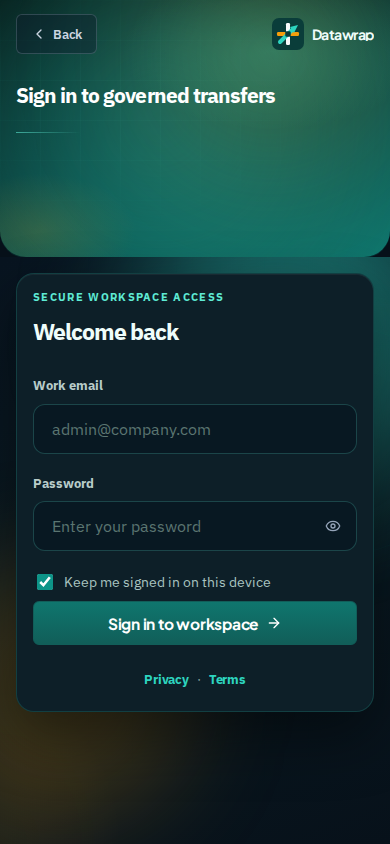 Back
Datawrap
Sign in to governed transfers
SECURE WORKSPACE ACCESS
Welcome back
Work email
admin@company.com
Password
Enter your password
Keep me signed in on this device
Sign in to workspace →
Privacy · Terms